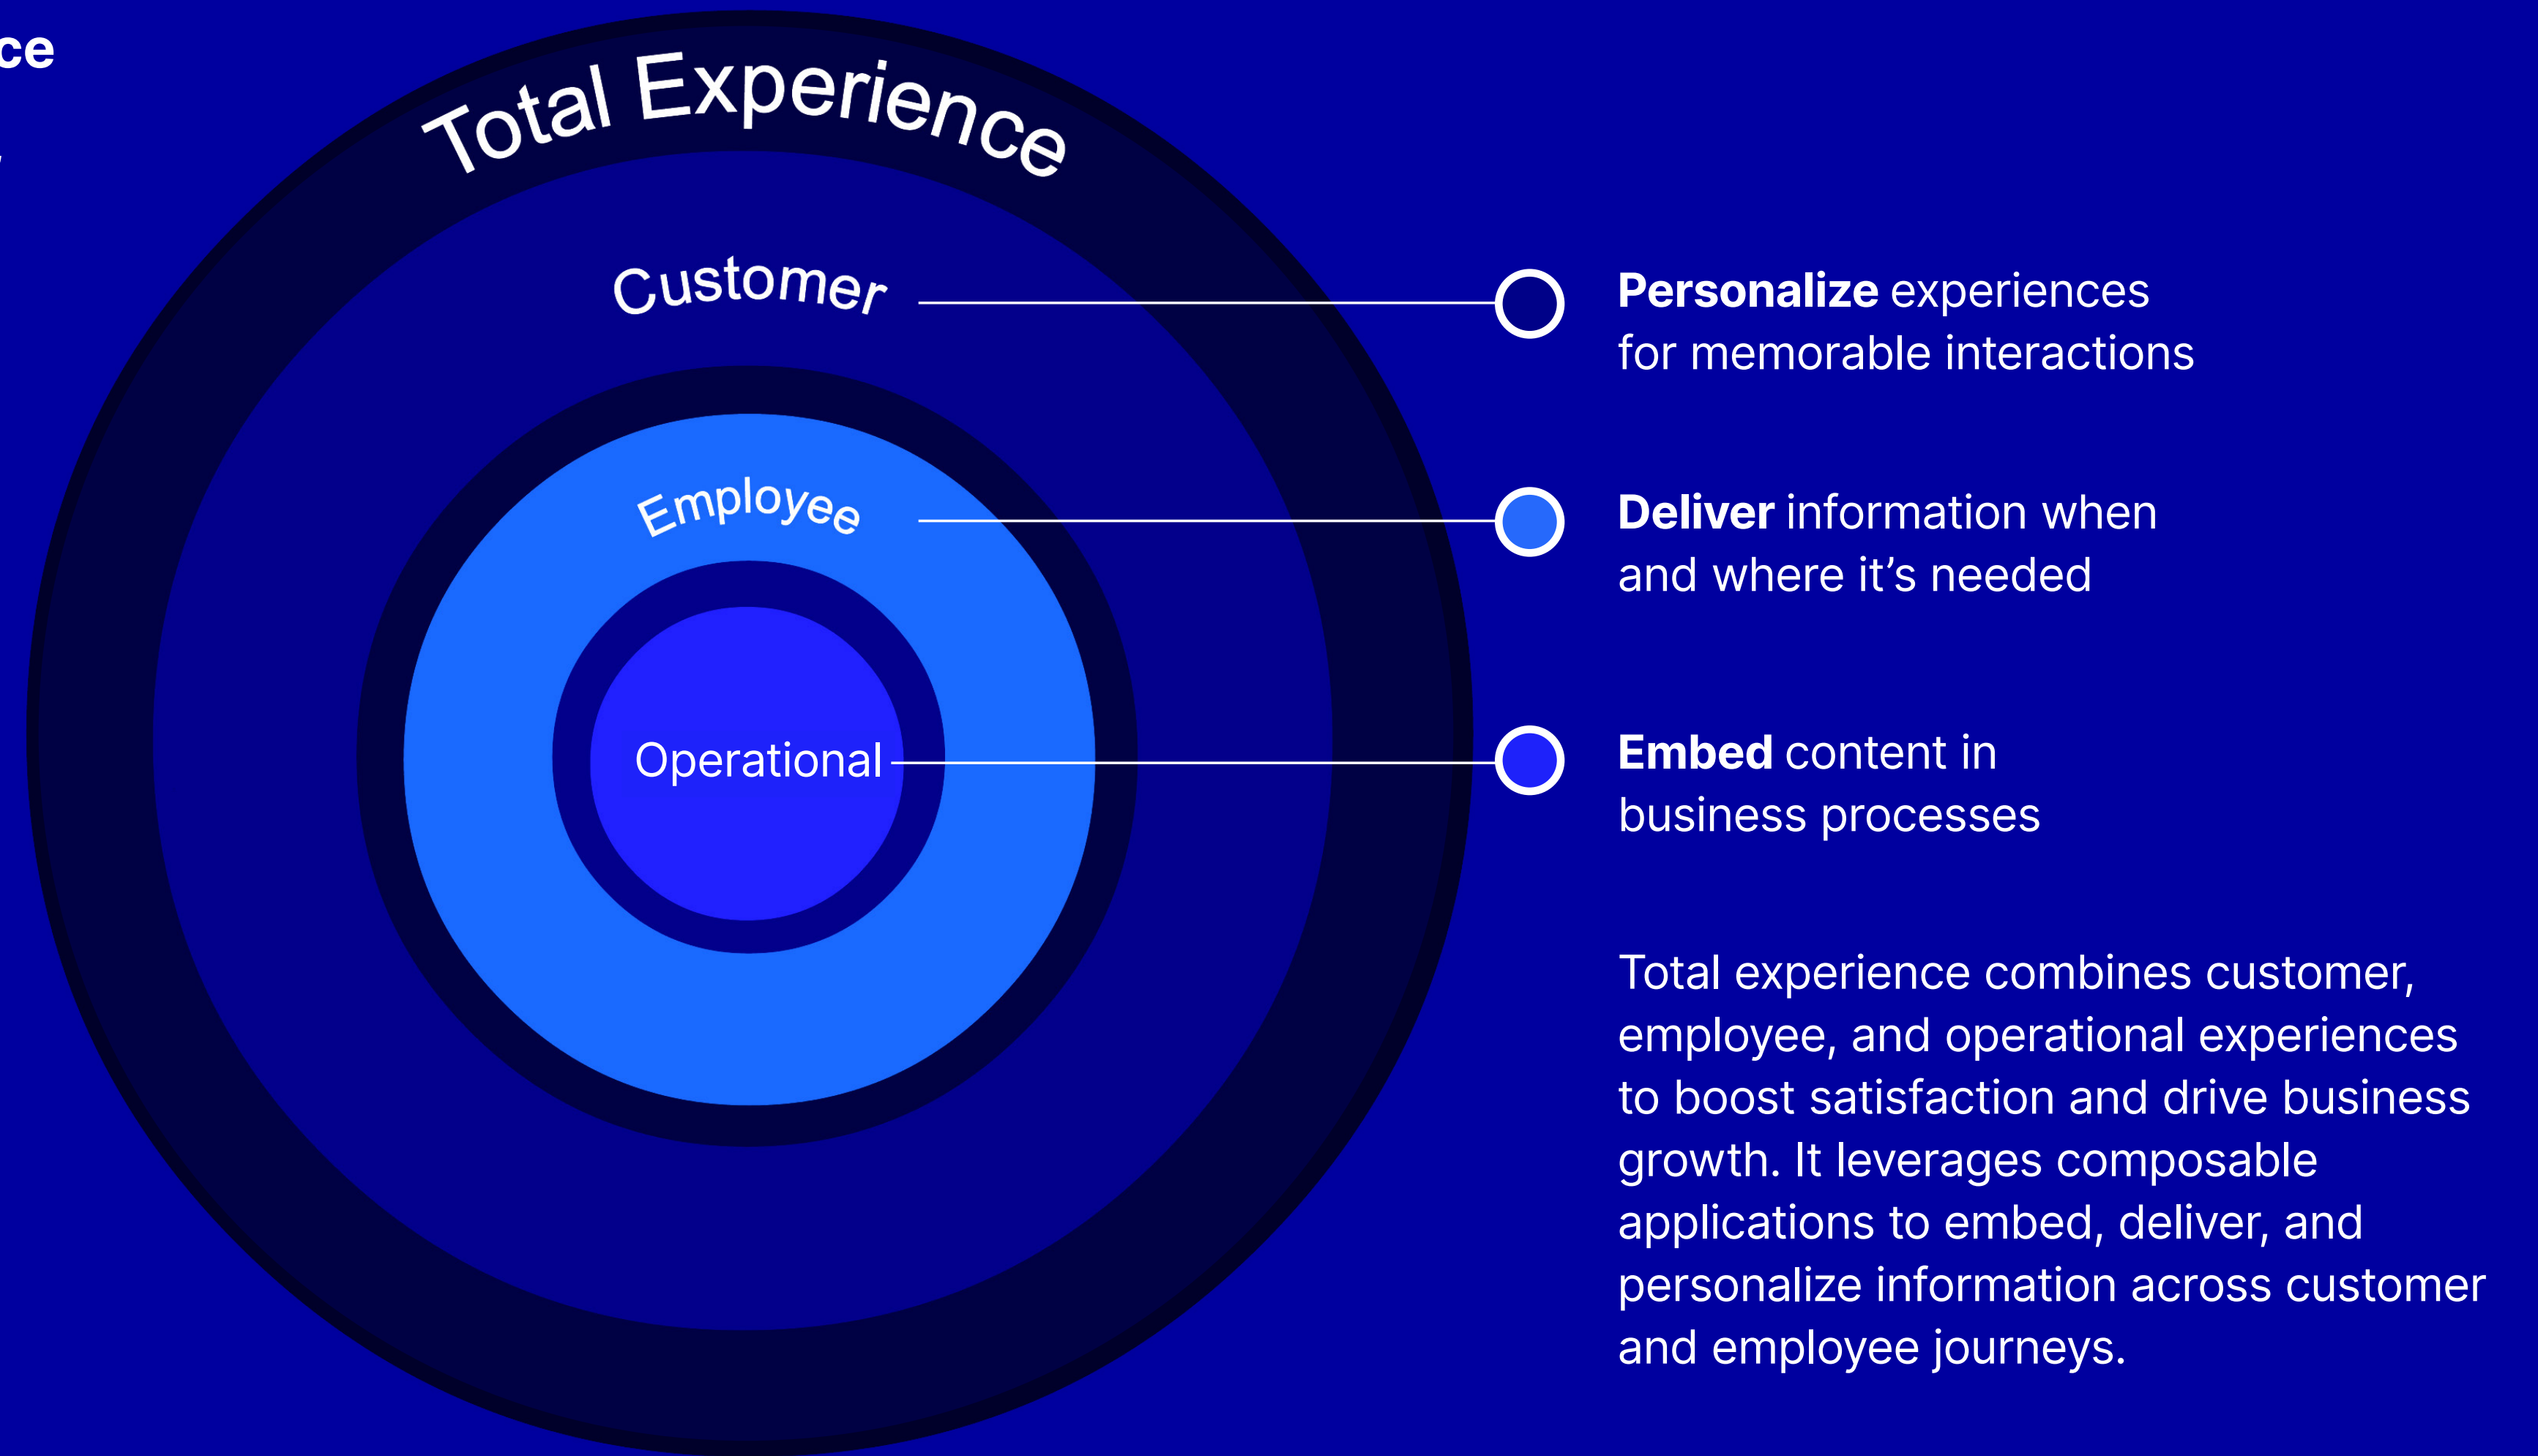 ce
Total Experience
Customer
Personalize experiences
for memorable interactions
Employee
Deliver information when
and where it’s needed
Operational
Embed content in
business processes
Total experience combines customer,
employee, and operational experiences
to boost satisfaction and drive business
growth. It leverages composable
applications to embed, deliver, and
personalize information across customer
and employee journeys.